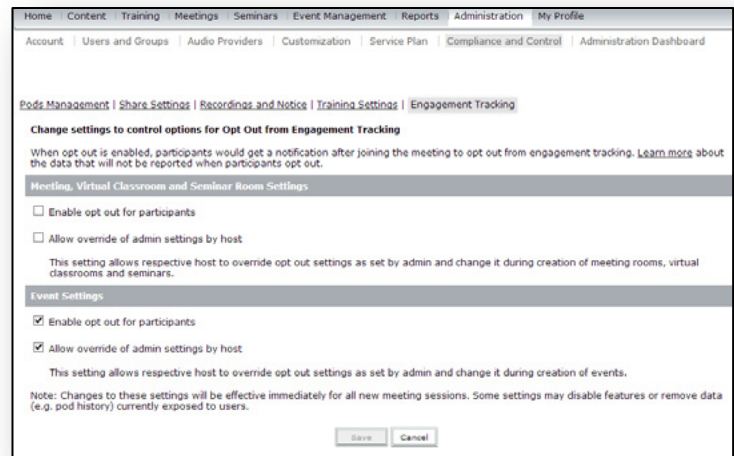 Home Content Training Meetings Seminars Event Management Reports Administration My Profile
Account Users and Groups Audio Providers Customization Service Plan Compliance and Control Administration Dashboard
Pods Management | Share Settings | Recordings and Notice | Training Settings | Engagement Tracking
Change settings to control options for Opt Out from Engagement Tracking
When opt out is enabled, participants would get a notification after joining the meeting to opt out from engagement tracking. Learn more about
the data that will not be reported when participants opt out.
Meeting, Virtual Classroom and Seminar Room Settings
Enable opt out for participants
Allow override of admin settings by host
This setting allows respective host to override opt out settings as set by admin and change it during creation of meeting rooms, virtual
classrooms and seminars.
Event Settings
Enable opt out for participants
Allow override of admin settings by host
This setting allows respective host to override opt out settings as set by admin and change it during creation of events.
Note: Changes to these settings will be effective immediately for all new meeting sessions. Some settings may disable features or remove data
(e.g. pod history) currently exposed to users.
Save Cancel